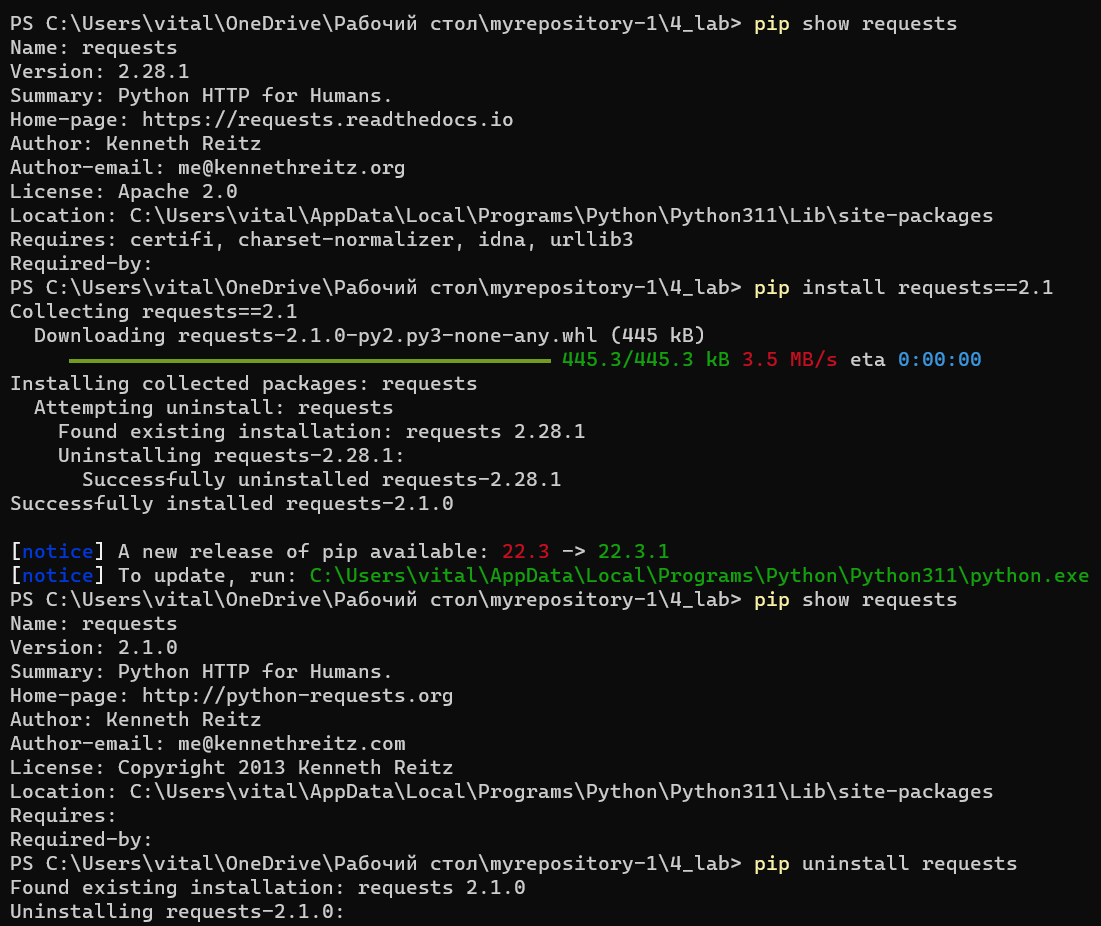 PS C:\Users\vital\OneDrive\Рабочий стол\myrepository-1\4_lab> pip show requests
Name: requests
Version: 2.28.1
Summary: Python HTTP for Humans.
Home-page: https://requests.readthedocs.io
Author: Kenneth Reitz
Author-email: me@kennethreitz.org
License: Apache 2.0
Location: C:\Users\vital\AppData\Local\Programs\Python\Python311\Lib\site-packages
Requires: certifi, charset-normalizer, idna, urllib3
Required-by:
PS C:\Users\vital\OneDrive\Рабочий стол\myrepository-1\4_lab> pip install requests==2.1
Collecting requests==2.1
  Downloading requests-2.1.0-py2.py3-none-any.whl (445 kB)
     445.3/445.3 kB 3.5 MB/s eta 0:00:00
Installing collected packages: requests
  Attempting uninstall: requests
    Found existing installation: requests 2.28.1
    Uninstalling requests-2.28.1:
      Successfully uninstalled requests-2.28.1
Successfully installed requests-2.1.0
[notice] A new release of pip available: 22.3 -> 22.3.1
[notice] To update, run: C:\Users\vital\AppData\Local\Programs\Python\Python311\python.exe
PS C:\Users\vital\OneDrive\Рабочий стол\myrepository-1\4_lab> pip show requests
Name: requests
Version: 2.1.0
Summary: Python HTTP for Humans.
Home-page: http://python-requests.org
Author: Kenneth Reitz
Author-email: me@kennethreitz.com
License: Copyright 2013 Kenneth Reitz
Location: C:\Users\vital\AppData\Local\Programs\Python\Python311\Lib\site-packages
Requires:
Required-by:
PS C:\Users\vital\OneDrive\Рабочий стол\myrepository-1\4_lab> pip uninstall requests
Found existing installation: requests 2.1.0
Uninstalling requests-2.1.0: